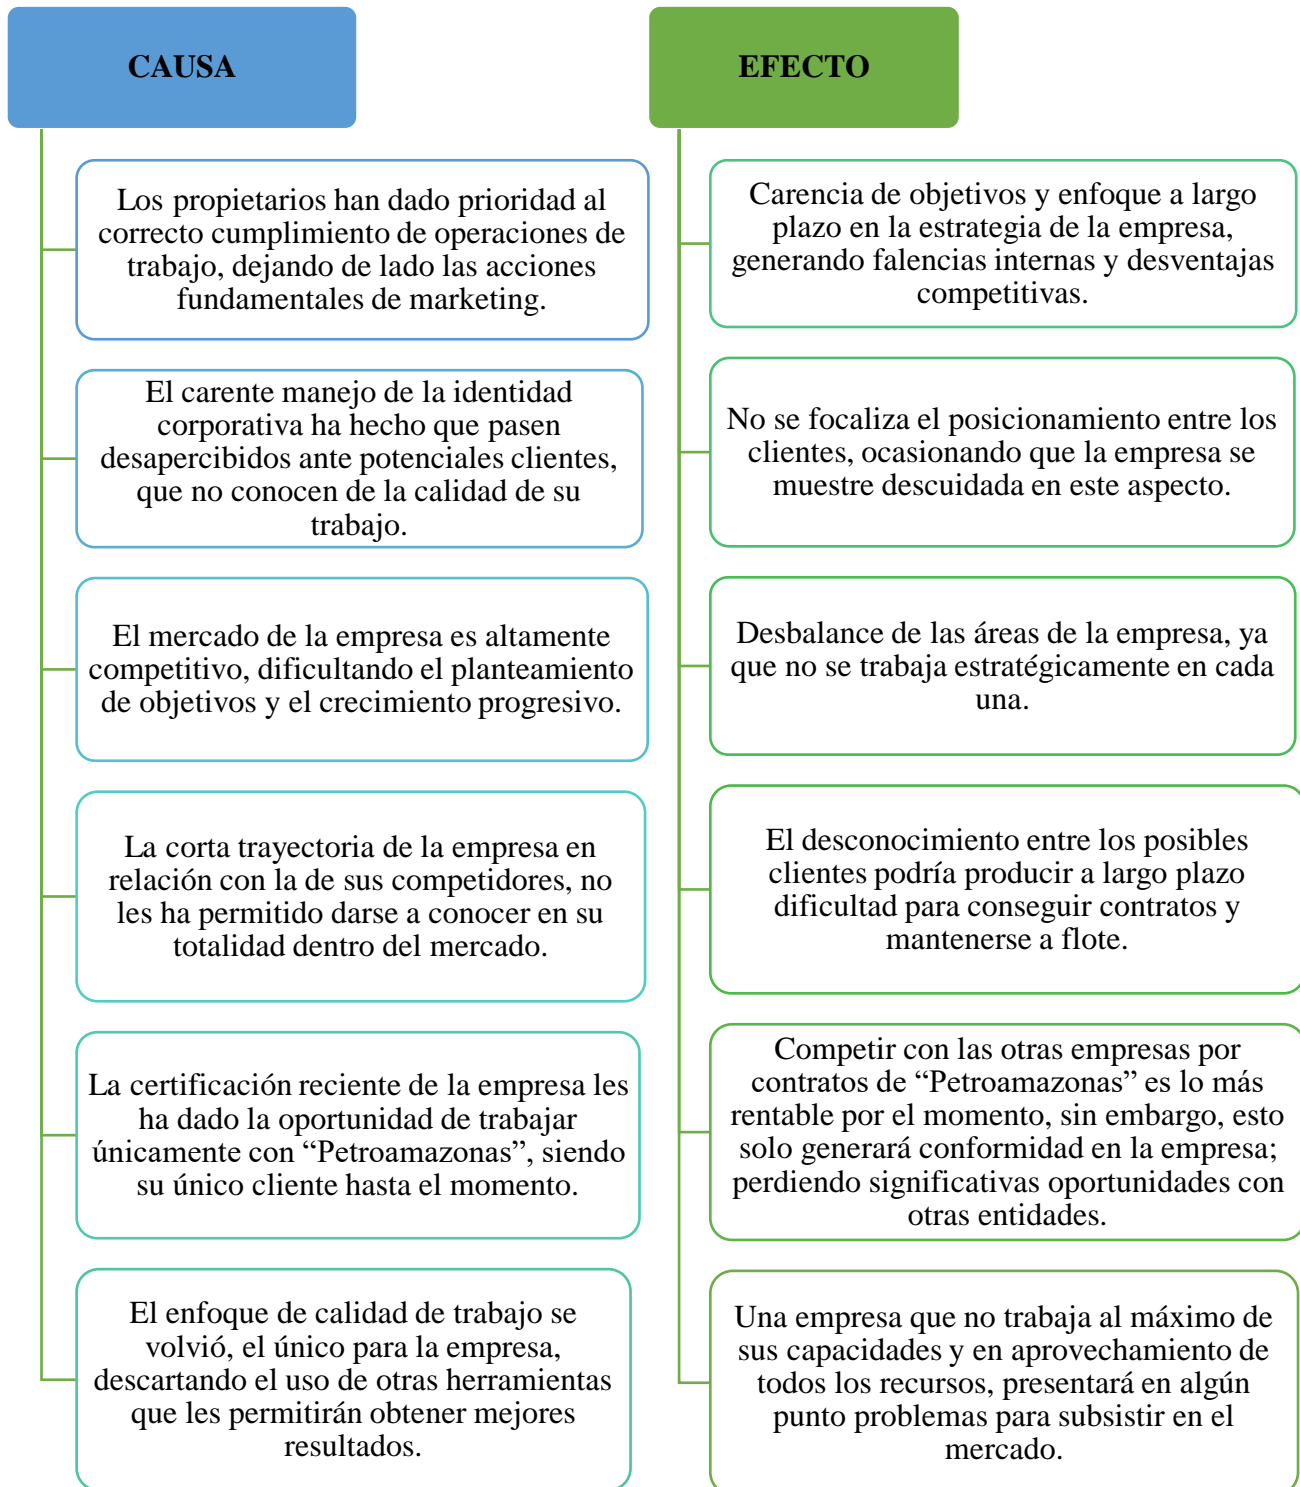 CAUSA
Los propietarios han dado prioridad al
correcto cumplimiento de operaciones de
trabajo, dejando de lado las acciones
fundamentales de marketing.
El carente manejo de la identidad
corporativa ha hecho que pasen
desapercibidos ante potenciales clientes,
que no conocen de la calidad de su
trabajo.
El mercado de la empresa es altamente
competitivo, dificultando el planteamiento
de objetivos y el crecimiento progresivo.
La corta trayectoria de la empresa en
relación con la de sus competidores, no
les ha permitido darse a conocer en su
totalidad dentro del mercado.
La certificación reciente de la empresa les
ha dado la oportunidad de trabajar
únicamente con “Petroamazonas”, siendo
su único cliente hasta el momento.
El enfoque de calidad de trabajo se
volvió, el único para la empresa,
descartando el uso de otras herramientas
que les permitirán obtener mejores
resultados.
EFECTO
Carencia de objetivos y enfoque a largo
plazo en la estrategia de la empresa,
generando falencias internas y desventajas
competitivas.
No se focaliza el posicionamiento entre los
clientes, ocasionando que la empresa se
muestre descuidada en este aspecto.
Desbalance de las áreas de la empresa, ya
que no se trabaja estratégicamente en cada
una.
El desconocimiento entre los posibles
clientes podría producir a largo plazo
dificultad para conseguir contratos y
mantenerse a flote.
Competir con las otras empresas por
contratos de “Petroamazonas” es lo más
rentable por el momento, sin embargo, esto
solo generará conformidad en la empresa;
perdiendo significativas oportunidades con
otras entidades.
Una empresa que no trabaja al máximo de
sus capacidades y en aprovechamiento de
todos los recursos, presentará en algún
punto problemas para subsistir en el
mercado.